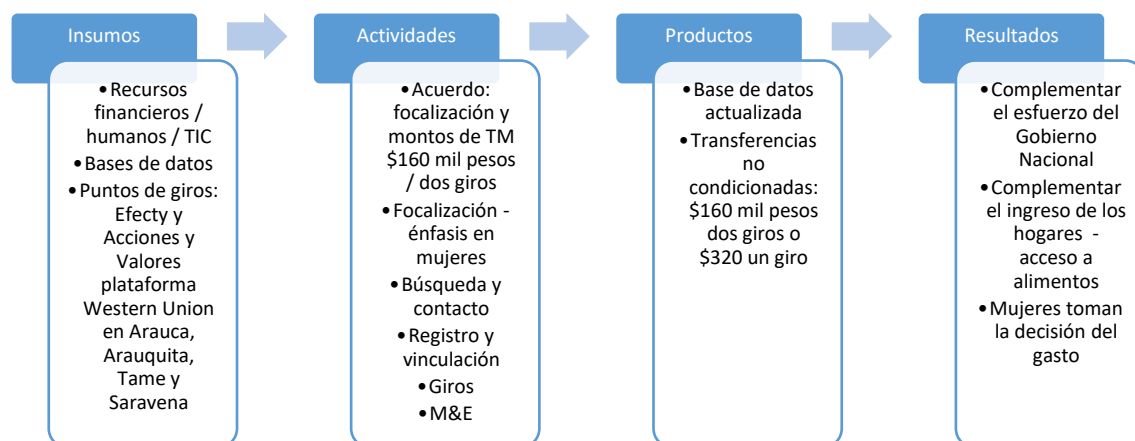 Insumos
•Recursos
financieros /
humanos / TIC
•Bases de datos
•Puntos de giros:
Efecty y
Acciones y
Valores
plataforma
Western Union
en Arauca,
Arauquita,
Tame y
Saravena
Actividades
•Acuerdo:
focalización y
montos de TM
$160 mil pesos
/ dos giros
•Focalización -
énfasis en
mujeres
•Búsqueda y
contacto
•Registro y
vinculación
•Giros
•M&E
Productos
•Base de datos
actualizada
•Transferencias
no
condicionadas:
$160 mil pesos
dos giros o
$320 un giro
Resultados
•Complementar
el esfuerzo del
Gobierno
Nacional
•Complementar
el ingreso de los
hogares -
acceso a
alimentos
•Mujeres toman
la decisión del
gasto